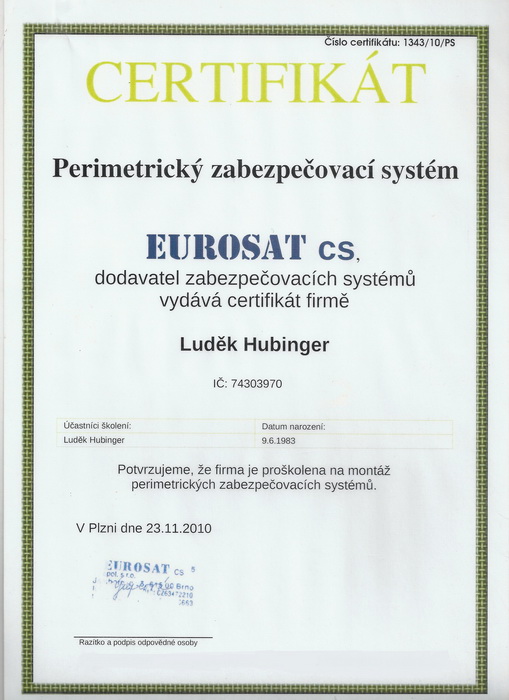 Číslo certifikátu: 1343/10/PS
CERTIFIKÁT
Perimetrický zabezpečovací systém
EUROSAT CS,
dodavatel zabezpečovacích systémů
vydává certifikát firmě
Luděk Hubinger
IČ: 74303970
Účastníci školení: Datum narození:
Luděk Hubinger 9.6.1983
Potvrzujeme, že firma je proškolena na montáž
perimetrických zabezpečovacích systémů.
V Plzni dne 23.11.2010
EUROSAT CS
spol. s r.o.
Brno
Razítko a podpis odpovědné osoby